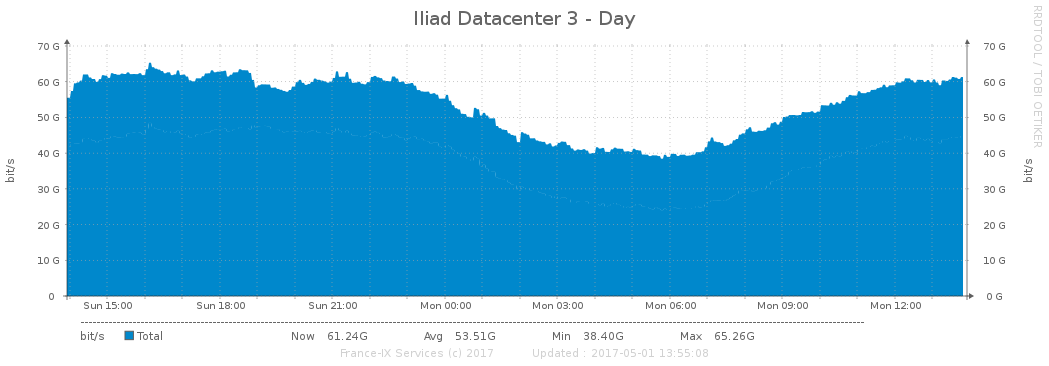 Iliad Datacenter 3 - Day
RRDTOOL / TOBI OETIKER
70 G 70 G
60 G 60 G
50 G 50 G
40 G 40 G
30 G 30 G
20 G 20 G
10 G 10 G
0 0 G
bit/s bit/s
Sun 15:00 Sun 18:00 Sun 21:00 Mon 00:00 Mon 03:00 Mon 06:00 Mon 09:00 Mon 12:00
bit/s Total Now 61.24G Avg 53.51G Min 38.40G Max 65.26G
France-IX Services (c) 2017 Updated : 2017-05-01 13:55:08